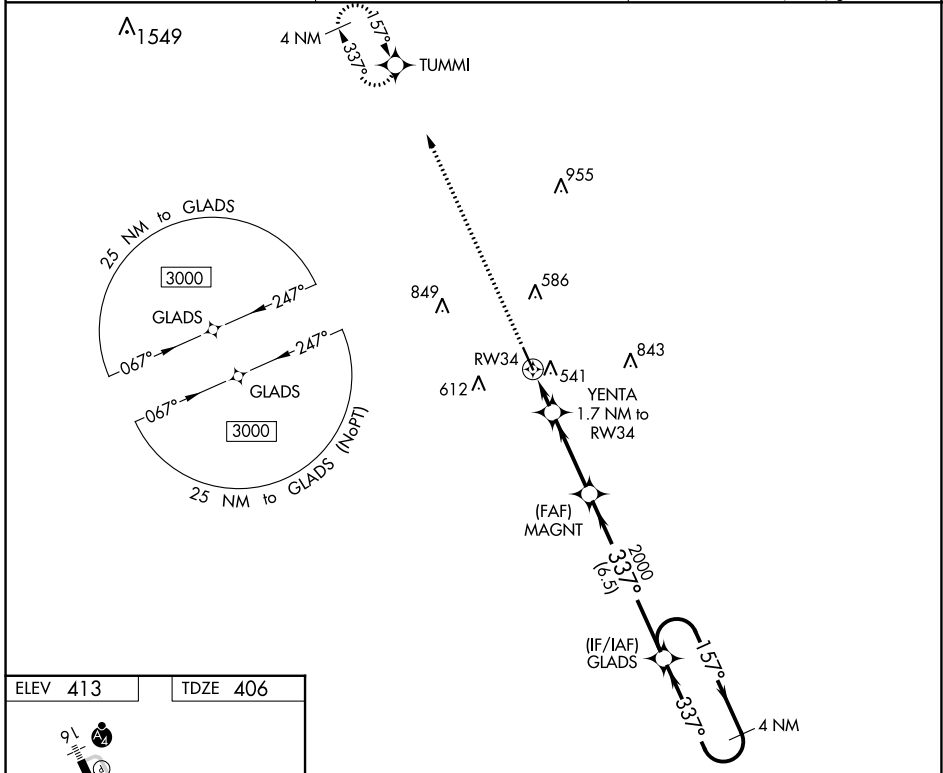 1549
4 NM
157°
337°
TUMMI
955
25 NM to GLADS
3000
586
849
247°
GLADS
067°
247°
RW34
541
843
612
YENTA
1.7 NM to
RW34
GLADS
067°
3000
25 NM to GLADS (NoPT)
(FAF)
MAGNT
2000
337°
(6.5)
(IF/IAF)
GLADS
157°
337°
4 NM
ELEV 413
TDZE 406
16
A4
P